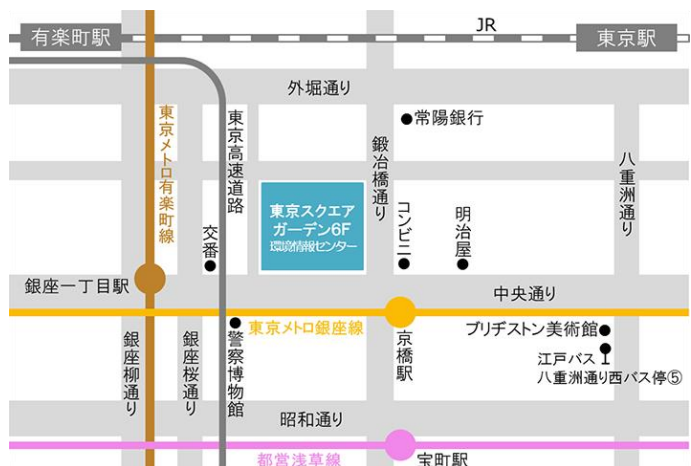 JR
有楽町駅
東京駅
外堀通り
常陽銀行
東京メトロ有楽町線
東京高速道路
鍛冶橋通り
八重洲通り
東京スクエア
ガーデン6F
環境情報センター
交番
コンビニ
明治屋
銀座一丁目駅
中央通り
東京メトロ銀座線
ブリヂストン美術館
江戸バス
八重洲通り西バス停⑤
銀座柳通り
銀座桜通り
警察博物館
京橋駅
昭和通り
都営浅草線
宝町駅